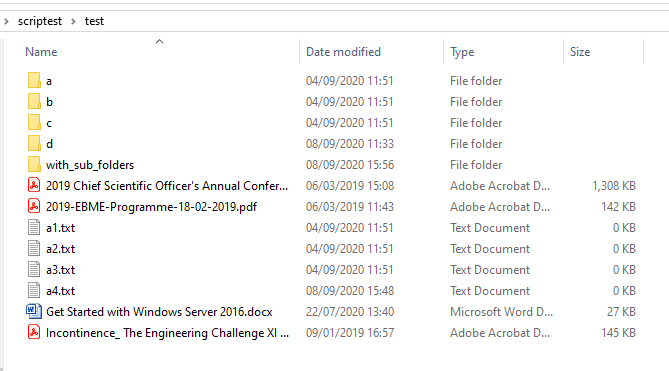 scriptest > test
Name Date modified Type Size
a 04/09/2020 11:51 File folder
b 04/09/2020 11:51 File folder
c 04/09/2020 11:51 File folder
d 08/09/2020 11:33 File folder
with_sub_folders 08/09/2020 15:56 File folder
2019 Chief Scientific Officer's Annual Confer... 06/03/2019 15:08 Adobe Acrobat D... 1,308 KB
2019-EBME-Programme-18-02-2019.pdf 06/03/2019 11:43 Adobe Acrobat D... 142 KB
a1.txt 04/09/2020 11:51 Text Document 0 KB
a2.txt 04/09/2020 11:51 Text Document 0 KB
a3.txt 04/09/2020 11:51 Text Document 0 KB
a4.txt 08/09/2020 15:48 Text Document 0 KB
Get Started with Windows Server 2016.docx 22/07/2020 13:40 Microsoft Word D... 27 KB
Incontinence_ The Engineering Challenge XI ... 09/01/2019 16:57 Adobe Acrobat D... 145 KB